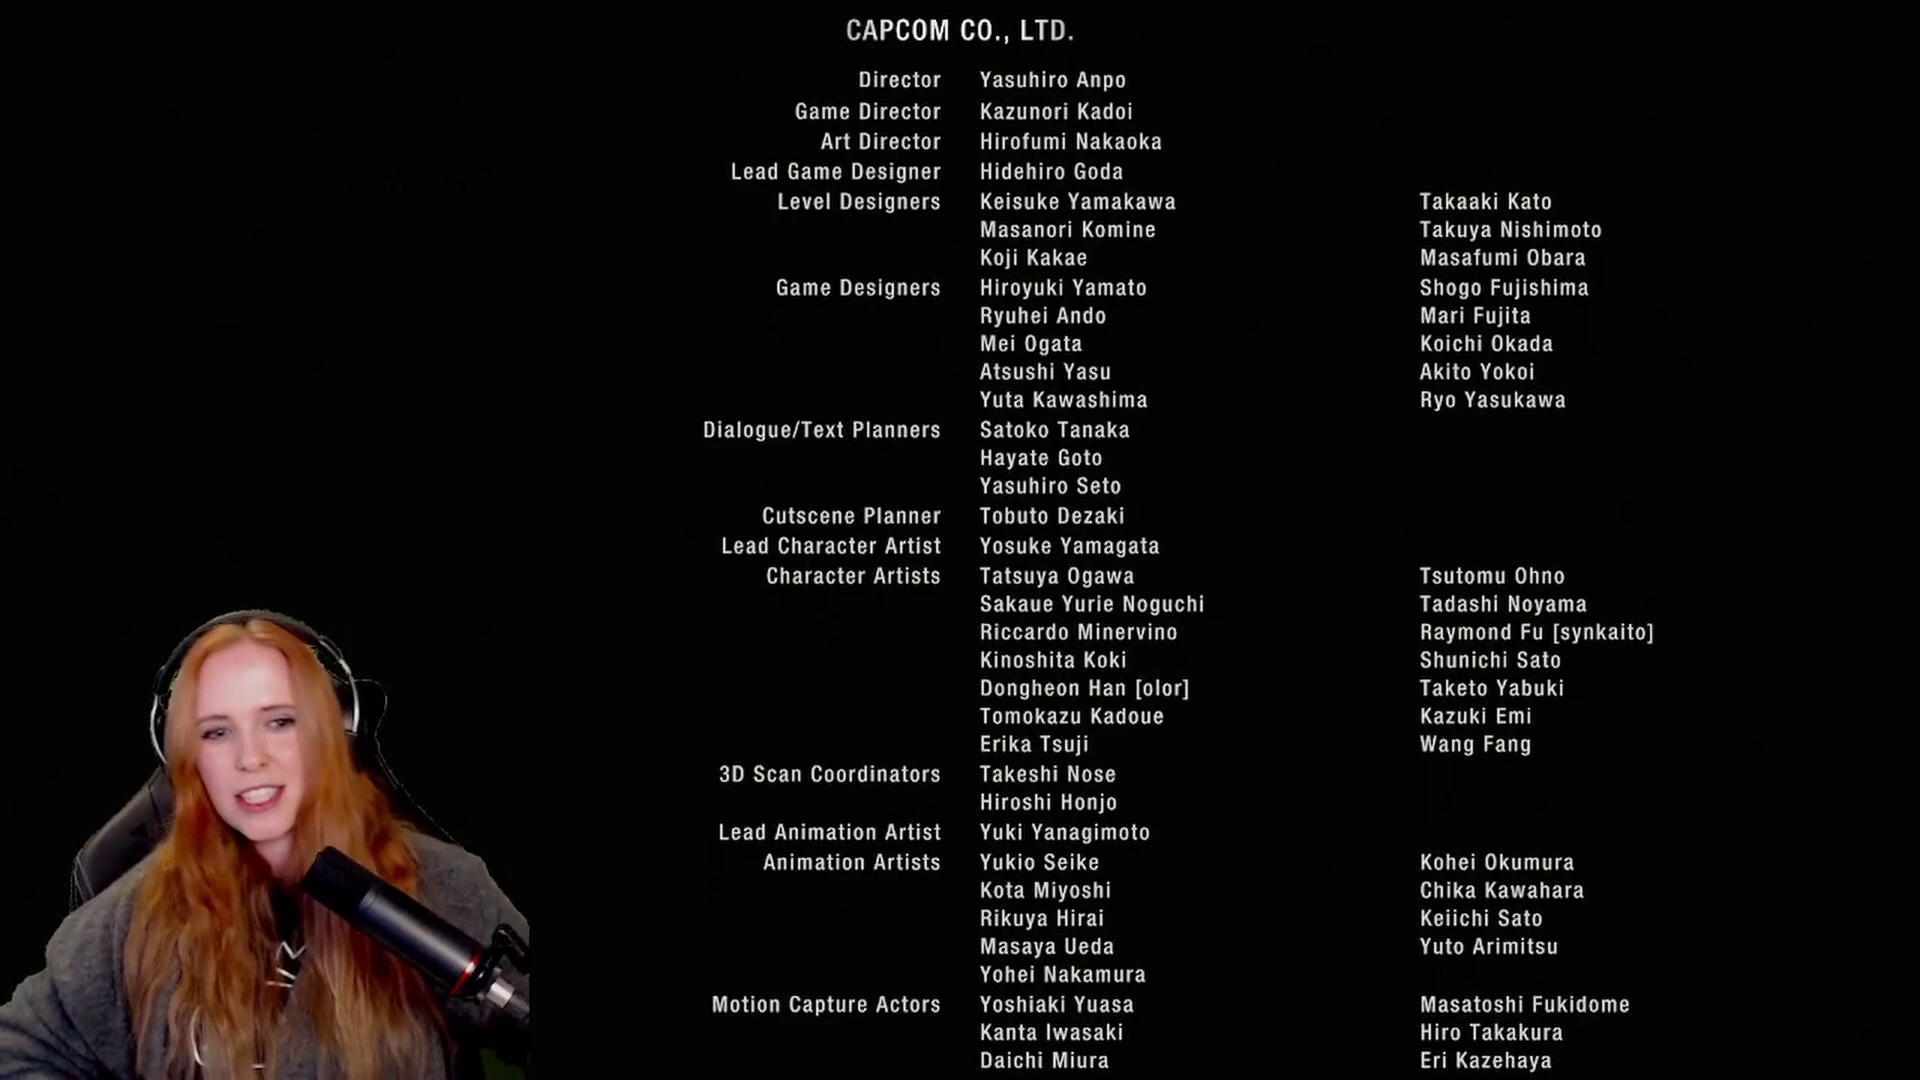 CAPCOM CO., LTD.
Director Yasuhiro Anpo
Game Director Kazunori Kadoi
Art Director Hirofumi Nakaoka
Lead Game Designer Hidehiro Goda
Level Designers Keisuke Yamakawa Takaaki Kato
Masanori Komine Takuya Nishimoto
Koji Kakae Masafumi Obara
Game Designers Hiroyuki Yamato Shogo Fujishima
Ryuhei Ando Mari Fujita
Mei Ogata Koichi Okada
Atsushi Yasu Akito Yokoi
Yuta Kawashima Ryo Yasukawa
Dialogue/Text Planners Satoko Tanaka
Hayate Goto
Yasuhiro Seto
Cutscene Planner Tobuto Dezaki
Lead Character Artist Yosuke Yamagata
Character Artists Tatsuya Ogawa Tsutomu Ohno
Sakaue Yurie Noguchi Tadashi Noyama
Riccardo Minervino Raymond Fu [synkaito]
Kinoshita Koki Shunichi Sato
Dongheon Han [olor] Taketo Yabuki
Tomokazu Kadoue Kazuki Emi
Erika Tsuji Wang Fang
3D Scan Coordinators Takeshi Nose
Hiroshi Honjo
Lead Animation Artist Yuki Yanagimoto
Animation Artists Yukio Seike Kohei Okumura
Kota Miyoshi Chika Kawahara
Rikuya Hirai Keiichi Sato
Masaya Ueda Yuto Arimitsu
Yohei Nakamura
Motion Capture Actors Yoshiaki Yuasa Masatoshi Fukidome
Kanta Iwasaki Hiro Takakura
Daichi Miura Eri Kazehaya